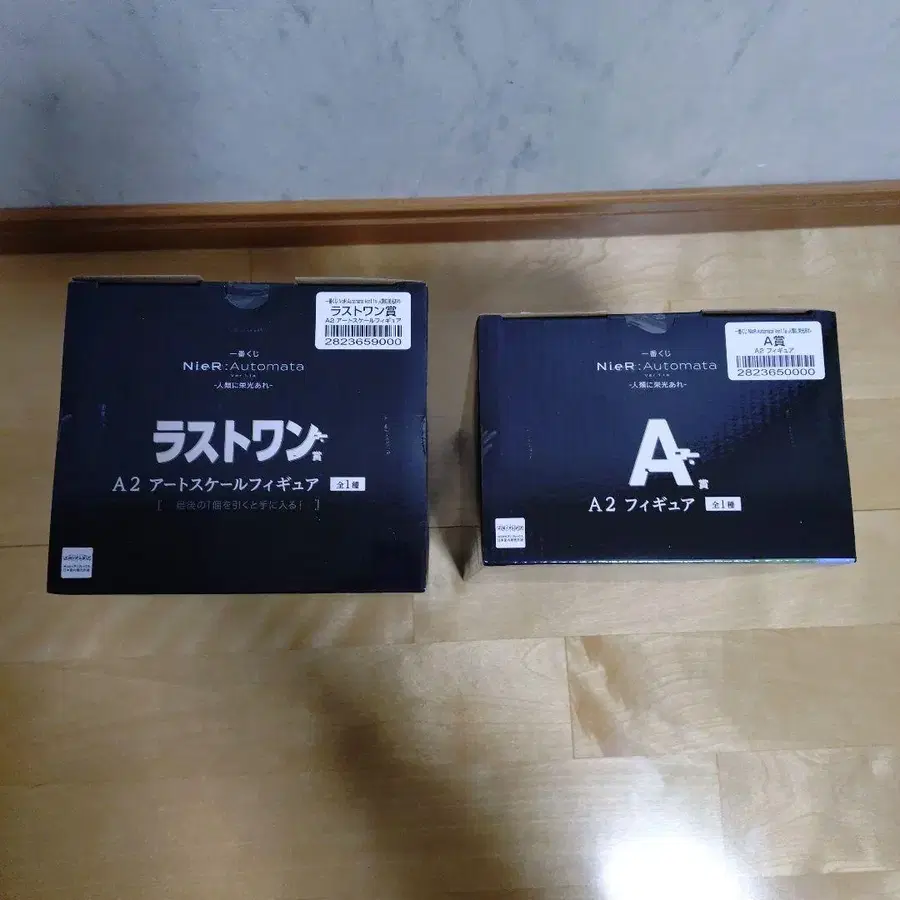 ラストワン賞
A2 アートスケールフィギュア
2823659000
一番くじ
NieR:Automata
Ver1.1a
-人類に栄光あれ-
ラストワン賞
A2 アートスケールフィギュア 全1種
[ 最後の1個を引くと手に入る! ]
A賞
A2 フィギュア
2823650000
一番くじ
NieR:Automata
Ver1.1a
-人類に栄光あれ-
A賞
A2 フィギュア 全1種